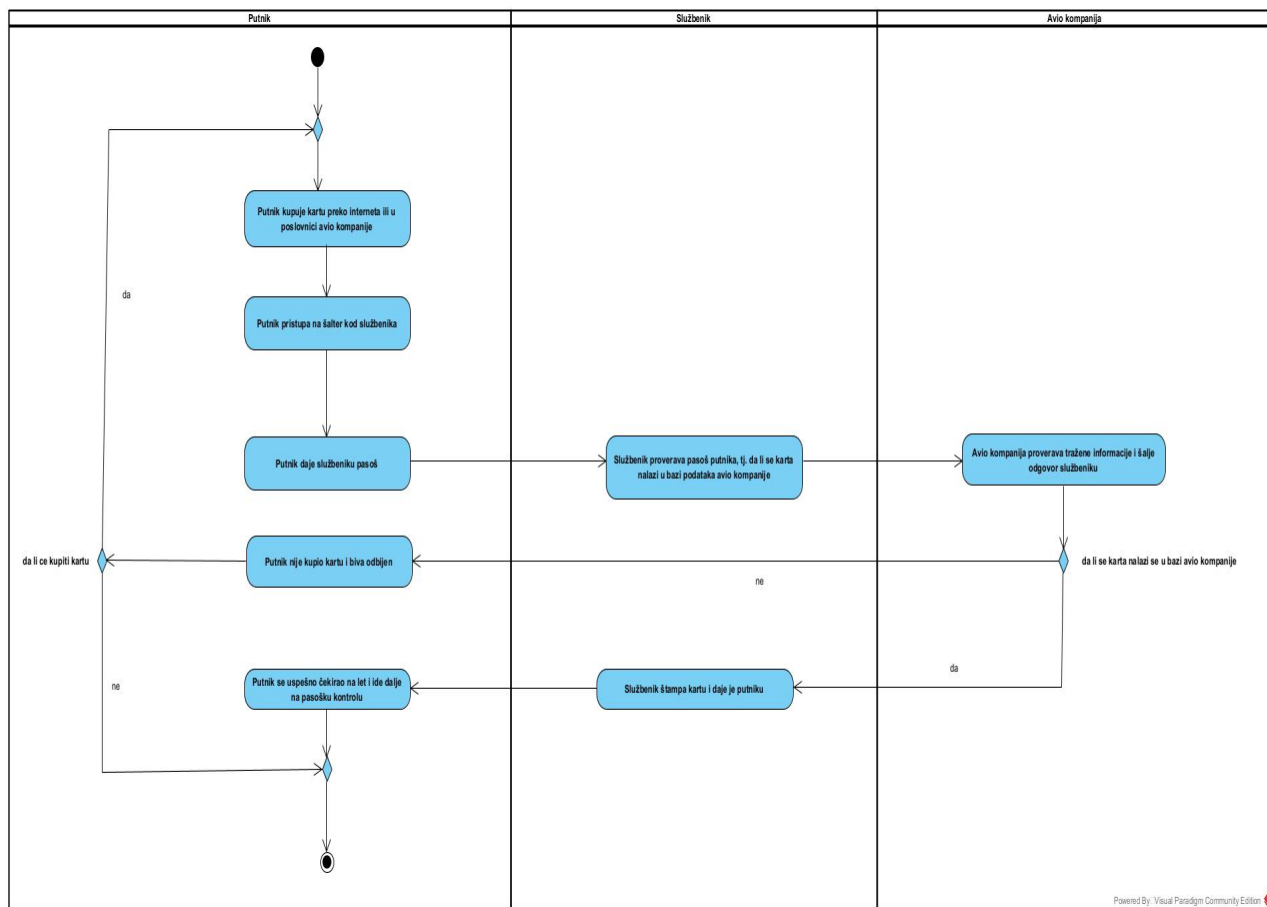 Putnik
Službenik
Avio kompanija
Putnik kupuje kartu preko interneta ili u
poslovnici avio kompanije
da
Putnik pristupa na šalter kod službenika
Putnik daje službeniku pasoš
Službenik proverava pasoš putnika, tj. da li se karta
nalazi u bazi podataka avio kompanije
Avio kompanija proverava tražene informacije i šalje
odgovor službeniku
da li ce kupiti kartu
Putnik nije kupio kartu i biva odbijen
da li se karta nalazi se u bazi avio kompanije
ne
da
ne
Putnik se uspešno čekirao na let i ide dalje
na pasošku kontrolu
Službenik štampa kartu i daje je putniku
Powered By: Visual Paradigm Community Edition